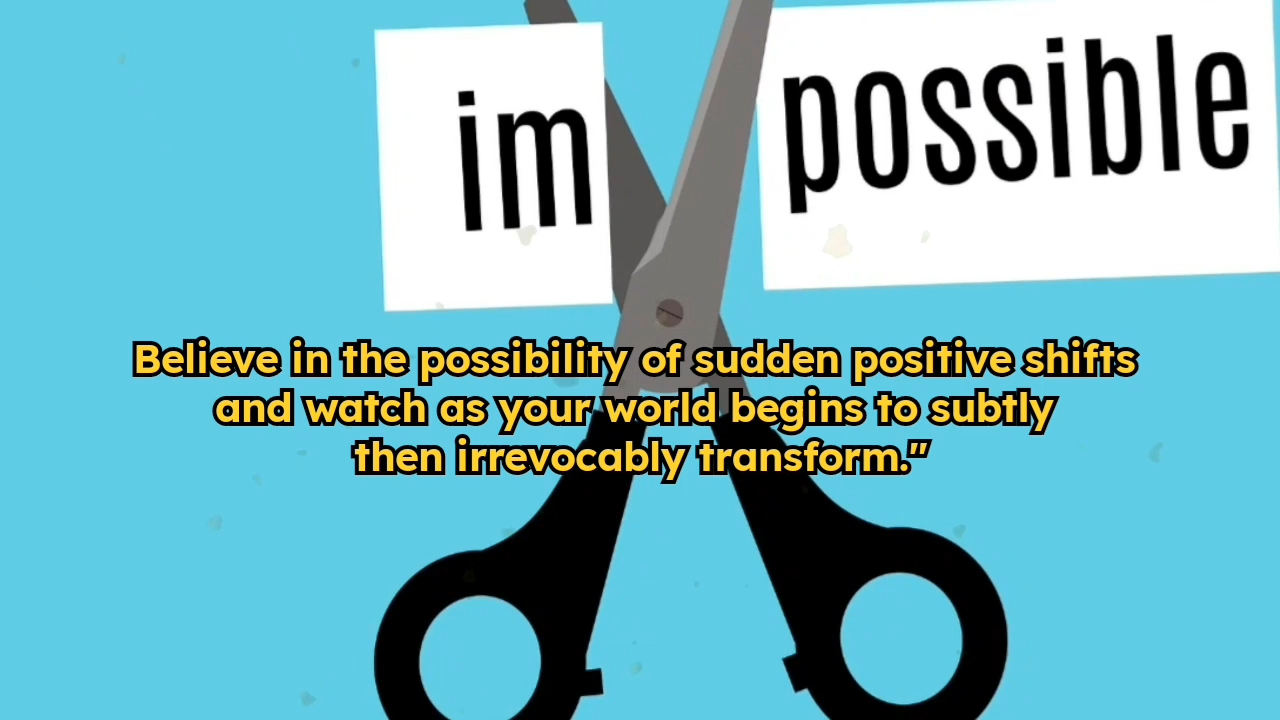 im possible
Believe in the possibility of sudden positive shifts
and watch as your world begins to subtly
then irrevocably transform."